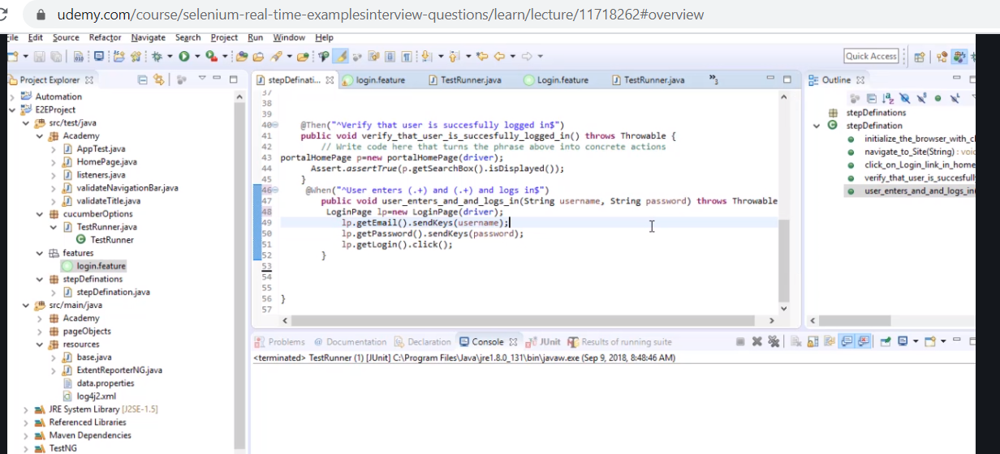 udemy.com/course/selenium-real-time-examplesinterview-questions/learn/lecture/11718262#overview
File Edit Source Refactor Navigate Search Project Run Window Help
Quick Access
Project Explorer
stepDefinati... login.feature TestRunner.java Login.feature TestRunner.java »3
Outline
Automation
E2EProject
src/test/java
Academy
AppTest.java
HomePage.java
listeners.java
validateNavigationBar.java
validateTitle.java
cucumberOptions
TestRunner.java
TestRunner
features
login.feature
stepDefinations
stepDefination.java
src/main/java
Academy
pageObjects
resources
base.java
ExtentReporterNG.java
data.properties
log4j2.xml
JRE System Library [J2SE-1.5]
Referenced Libraries
Maven Dependencies
TestNG
37
38
39
40 @Then("^Verify that user is succesfully logged in$")
41 public void verify_that_user_is_succesfully_logged_in() throws Throwable {
42 // Write code here that turns the phrase above into concrete actions
43 portalHomePage p=new portalHomePage(driver);
44 Assert.assertTrue(p.getSearchBox().isDisplayed());
45 }
46 @When("^User enters (.+) and (.+) and logs in$")
47 public void user_enters_and_and_logs_in(String username, String password) throws Throwable
48 LoginPage lp=new LoginPage(driver);
49 lp.getEmail().sendKeys(username);
50 lp.getPassword().sendKeys(password);
51 lp.getLogin().click();
52 }
53
54
55
56 }
57
stepDefinations
stepDefination
initialize_the_browser_with_cl
navigate_to_Site(String) : void
click_on_Login_link_in_home
verify_that_user_is_succesfull
user_enters_and_and_logs_in
Problems @ Documentation Declaration Console JUnit Results of running suite
<terminated> TestRunner (1) [JUnit] C:\Program Files\Java\jre1.8.0_131\bin\javaw.exe (Sep 9, 2018, 8:48:46 AM)